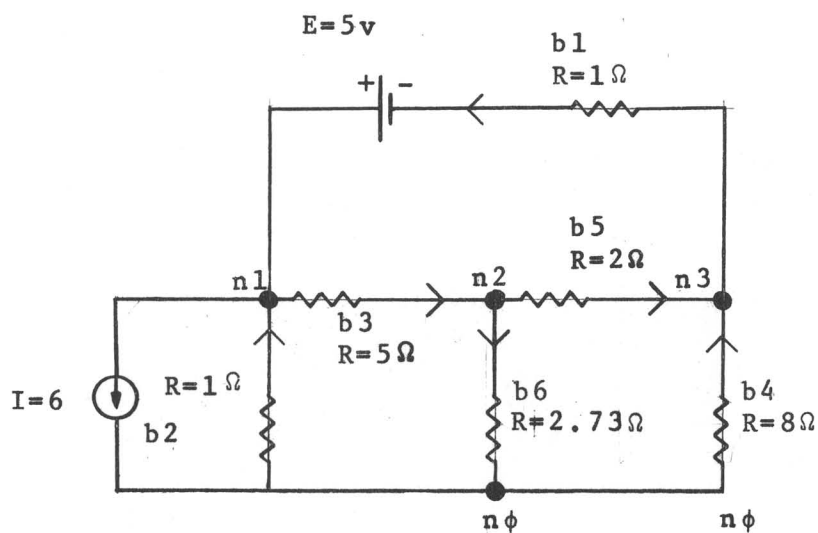 E=5v
b1
R=1Ω
+ -
b5
R=2Ω
n1
n2
n3
b3
R=5Ω
I=6
R=1Ω
b2
b6
R=2.73Ω
b4
R=8Ω
nϕ
nϕ